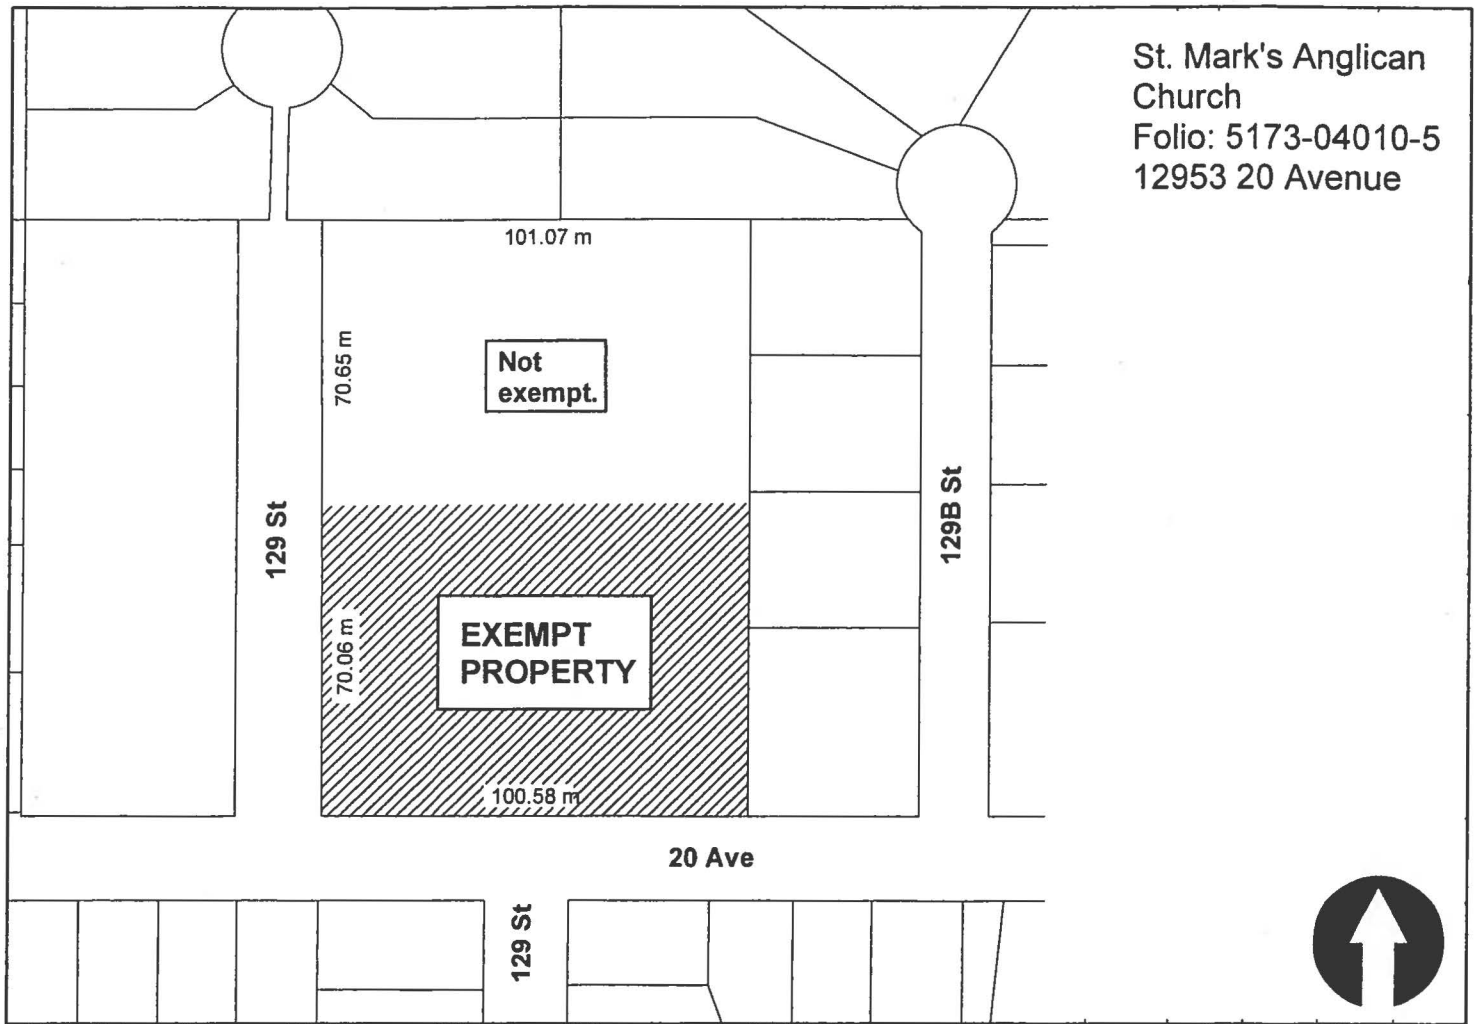 St. Mark's Anglican
Church
Folio: 5173-04010-5
12953 20 Avenue
101.07 m
70.65 m
Not
exempt.
129 St
129B St
70.06 m
EXEMPT
PROPERTY
100.58 m
20 Ave
129 St